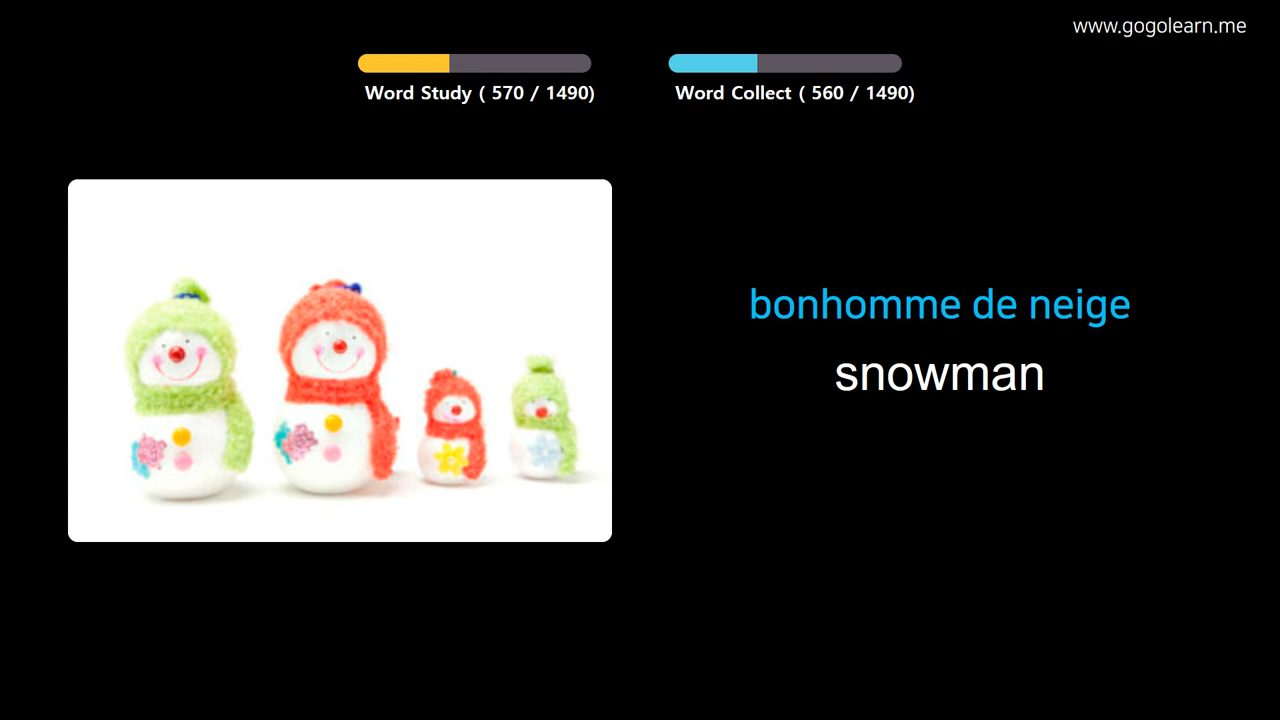 www.gogolearn.me
Word Study ( 570 / 1490)
Word Collect ( 560 / 1490)
bonhomme de neige
snowman